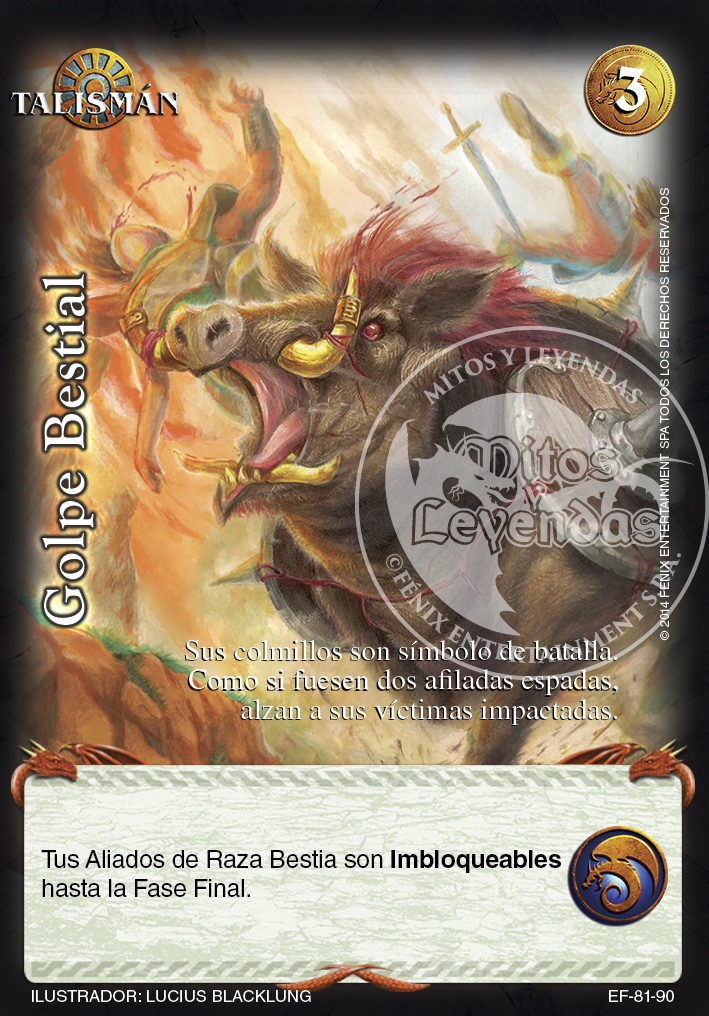 TALISMÁN
3
Golpe Bestial
© 2014 FÉNIX ENTERTAINMENT SPA TODOS LOS DERECHOS RESERVADOS
MITOS Y LEYENDAS
Mitos
Leyendas
© FÉNIX ENTERTAINMENT SPA.
Sus colmillos son símbolo de batalla.
Como si fuesen dos afiladas espadas,
alzan a sus víctimas impactadas.
Tus Aliados de Raza Bestia son Imbloqueables
hasta la Fase Final.
ILUSTRADOR: LUCIUS BLACKLUNG
EF-81-90